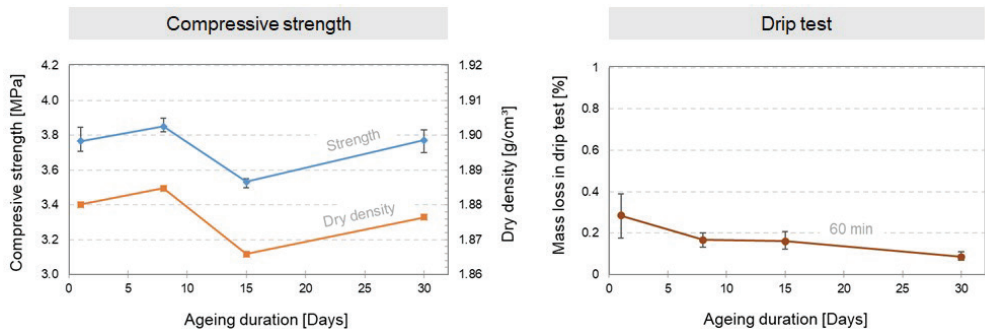 Compressive strength
4.2
4.0
3.8
3.6
3.4
3.2
3.0
Compresive strength [MPa]
1.92
1.91
1.90
1.89
1.88
1.87
1.86
Dry density [g/cm³]
Strength
Dry density
0 5 10 15 20 25 30
Ageing duration [Days]
Drip test
1
0.8
0.6
0.4
0.2
0
Mass loss in drip test [%]
60 min
0 5 10 15 20 25 30
Ageing duration [Days]